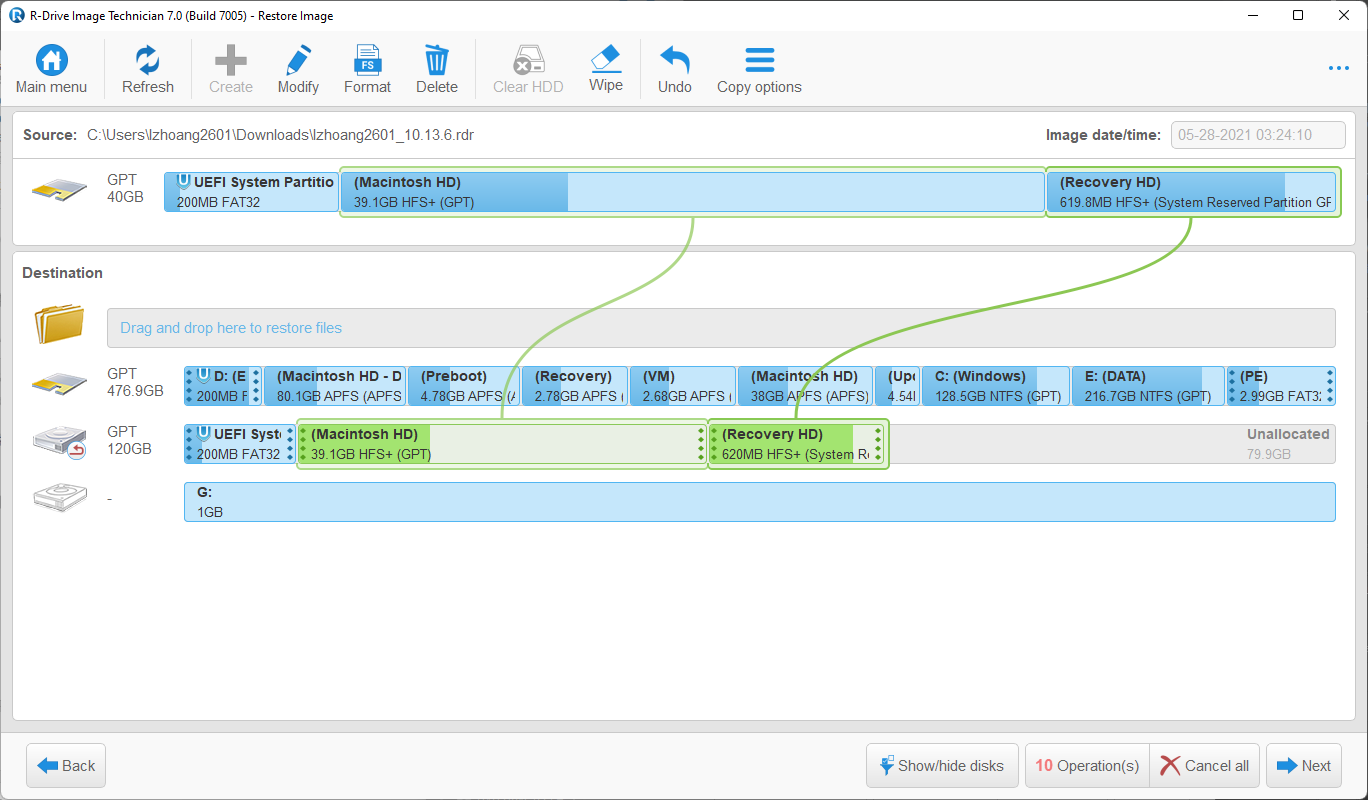 R-Drive Image Technician 7.0 (Build 7005) - Restore Image
Main menu
Refresh
Create
Modify
FS
Format
Delete
Clear HDD
Wipe
Undo
Copy options
Source: C:\Users\lzhoang2601\Downloads\lzhoang2601_10.13.6.rdr
Image date/time: 05-28-2021 03:24:10
GPT
40GB
UEFI System Partitio
200MB FAT32
(Macintosh HD)
39.1GB HFS+ (GPT)
(Recovery HD)
619.8MB HFS+ (System Reserved Partition GP
Destination
Drag and drop here to restore files
GPT
476.9GB
D: (E
200MB F
(Macintosh HD - D
80.1GB APFS (APFS
(Preboot)
4.78GB APFS (A
(Recovery)
2.78GB APFS (
(VM)
2.68GB APFS (
(Macintosh HD)
38GB APFS (APFS)
(Upd
4.54
C: (Windows)
128.5GB NTFS (GPT)
E: (DATA)
216.7GB NTFS (GPT)
(PE)
2.99GB FAT32
GPT
120GB
UEFI Syst
200MB FAT32
(Macintosh HD)
39.1GB HFS+ (GPT)
(Recovery HD)
620MB HFS+ (System Re
Unallocated
79.9GB
-
G:
1GB
Back
Show/hide disks
10 Operation(s)
Cancel all
Next